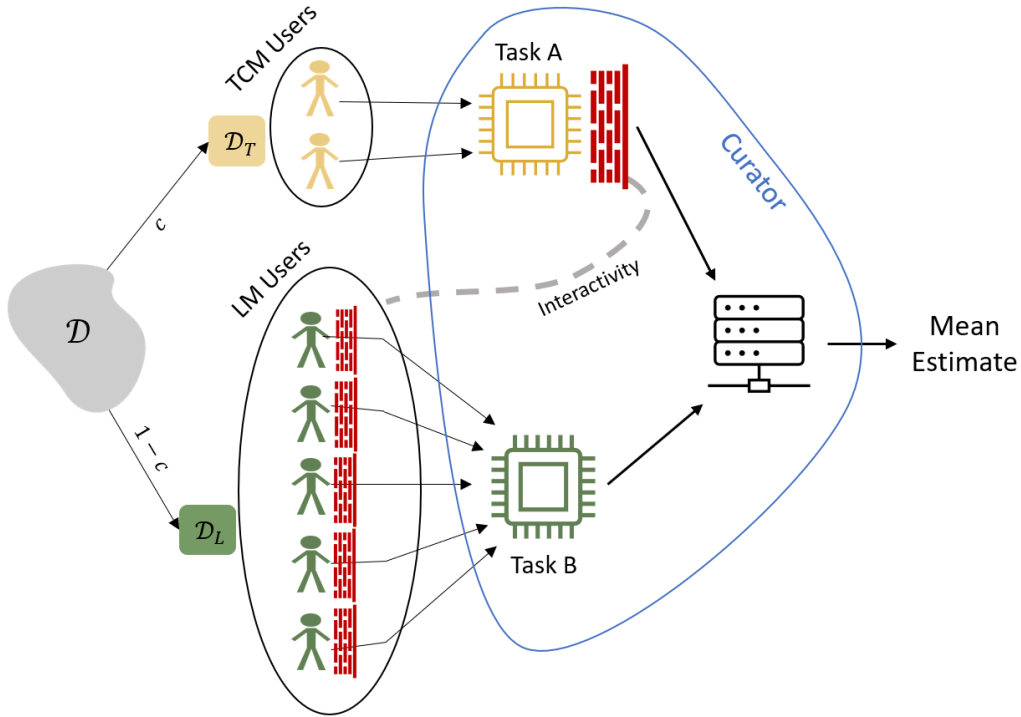 TCM Users
Task A
𝒟_T
Curator
c
LM Users
Interactivity
𝒟
Mean
Estimate
1 − c
𝒟_L
Task B